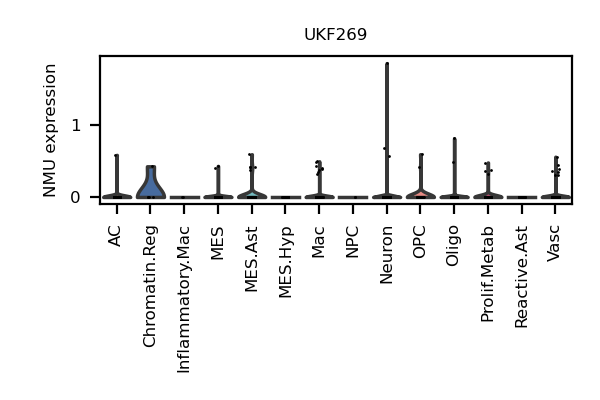 UKF269
NMU expression
1
0
AC
Chromatin.Reg
Inflammatory.Mac
MES
MES.Ast
MES.Hyp
Mac
NPC
Neuron
OPC
Oligo
Prolif.Metab
Reactive.Ast
Vasc